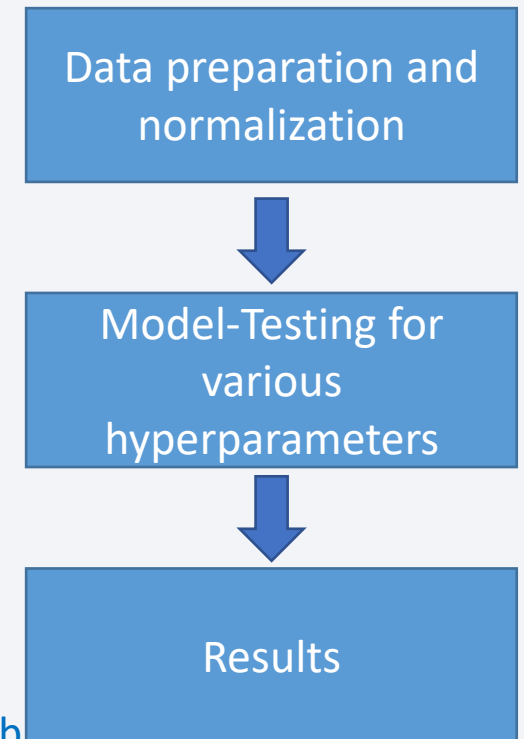 Data preparation and
normalization
Model-Testing for
various
hyperparameters
Results